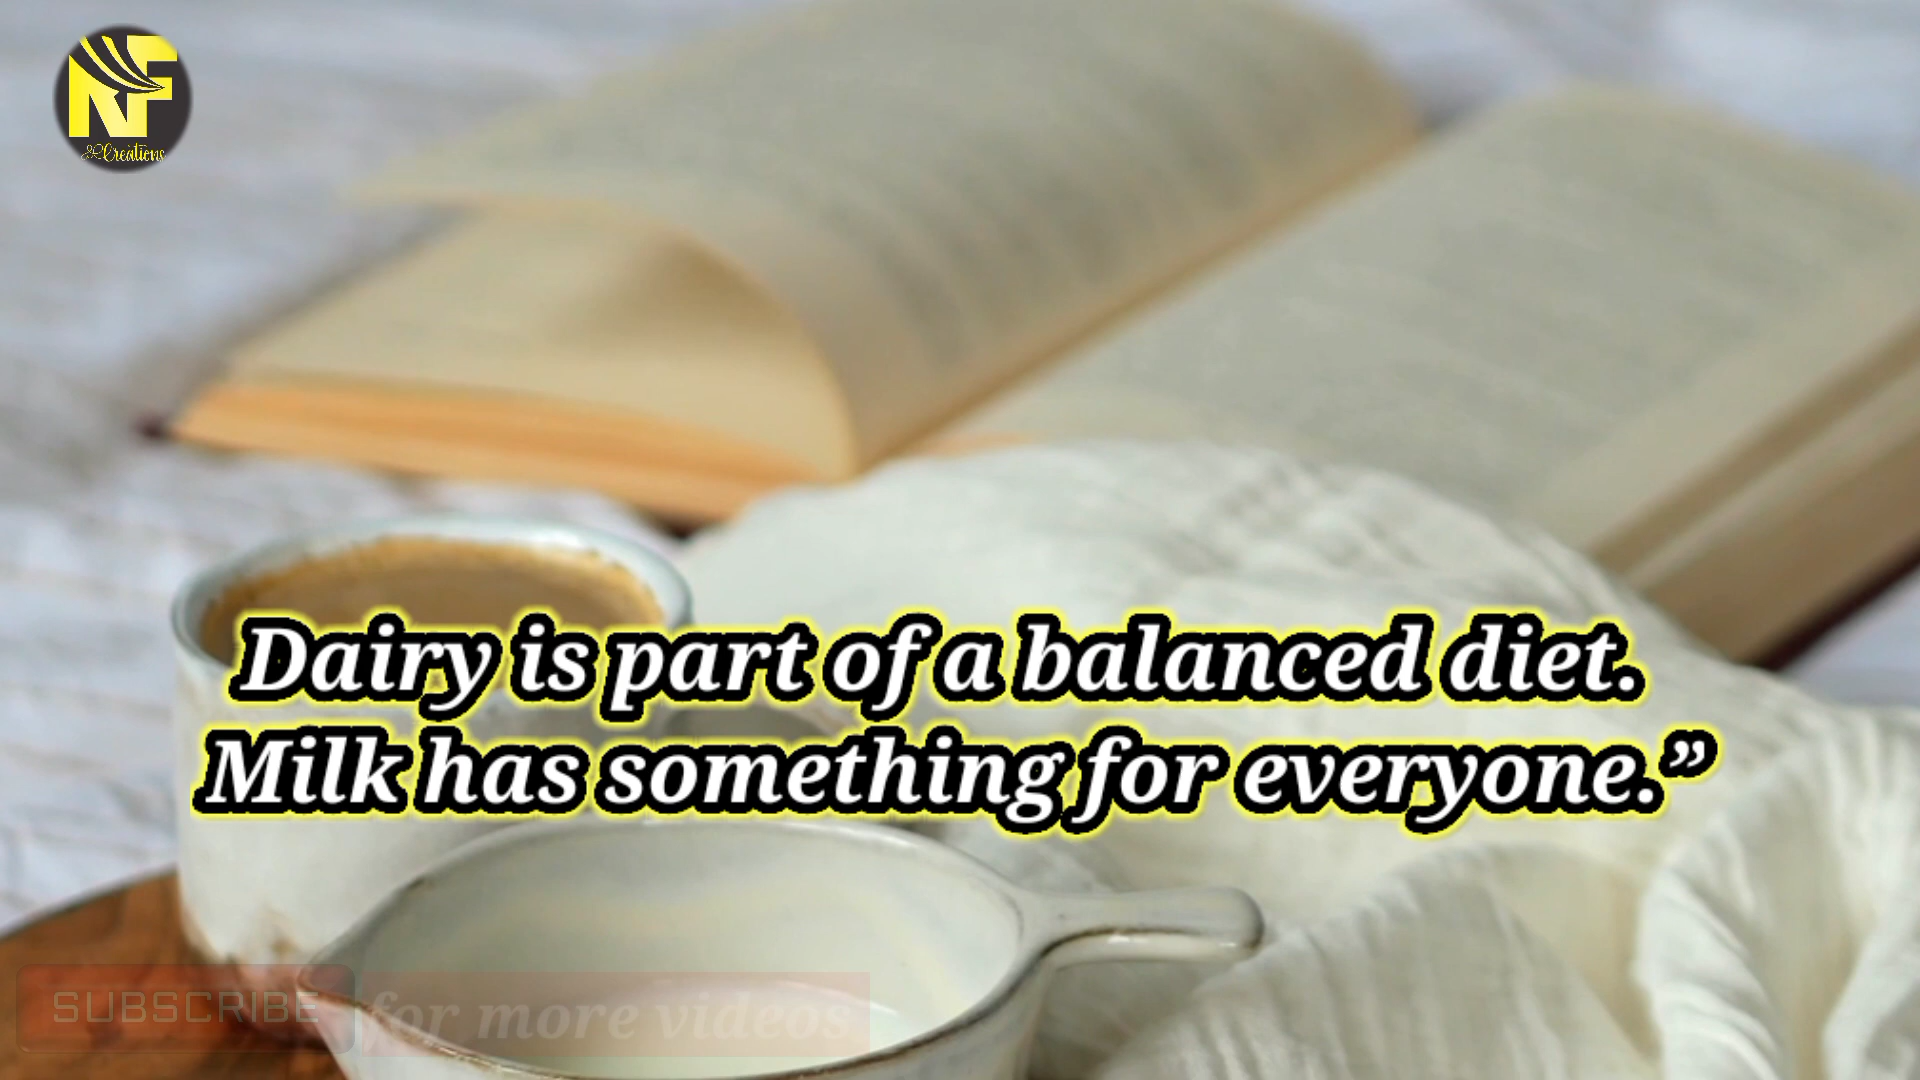 NF
Creations
Dairy is part of a balanced diet.
Milk has something for everyone.”
SUBSCRIBE for more videos